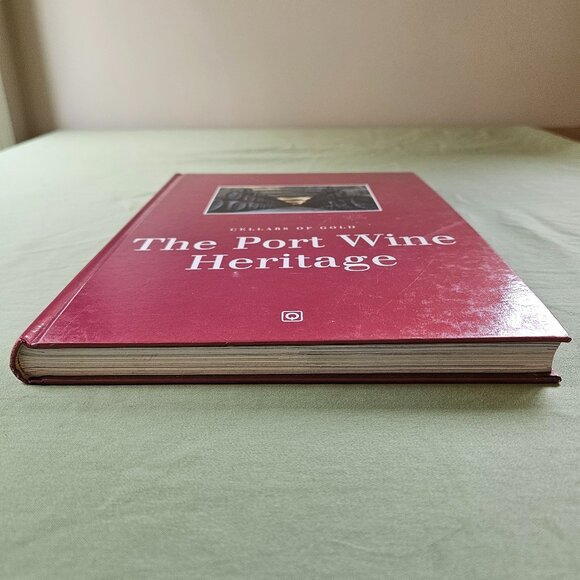 CELLARS OF GOLD
The Port Wine
Heritage